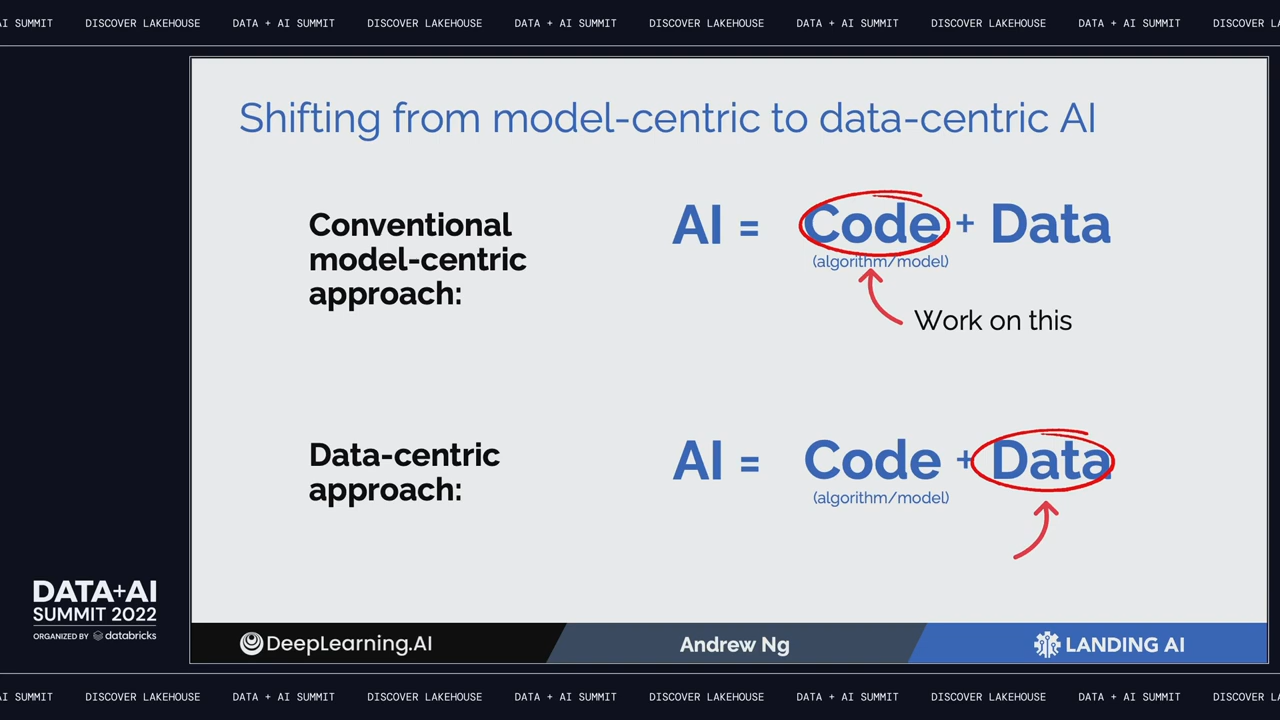 AI SUMMIT DISCOVER LAKEHOUSE DATA + AI SUMMIT DISCOVER LAKEHOUSE DATA + AI SUMMIT DISCOVER LAKEHOUSE DATA + AI SUMMIT DISCOVER LAKEHOUSE DATA + AI SUMMIT DISCOVER LA
Shifting from model-centric to data-centric AI
Conventional
model-centric
approach:
AI = Code + Data
(algorithm/model)
Work on this
Data-centric
approach:
AI = Code + Data
(algorithm/model)
DATA+AI
SUMMIT 2022
ORGANIZED BY databricks
DeepLearning.AI
Andrew Ng
LANDING AI
AI SUMMIT DISCOVER LAKEHOUSE DATA + AI SUMMIT DISCOVER LAKEHOUSE DATA + AI SUMMIT DISCOVER LAKEHOUSE DATA + AI SUMMIT DISCOVER LAKEHOUSE DATA + AI SUMMIT DISCOVER LA